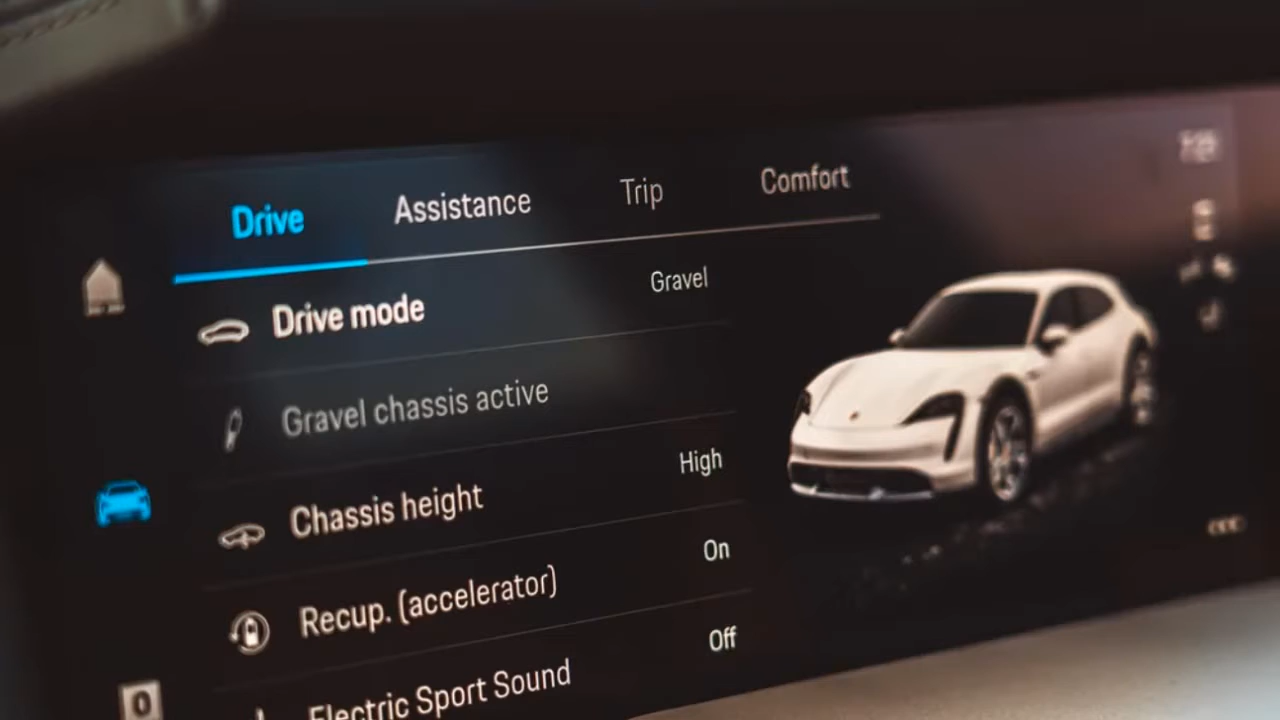 Drive Assistance Trip Comfort
Drive mode Gravel
Gravel chassis active
Chassis height High
Recup. (accelerator) On
Electric Sport Sound Off
0